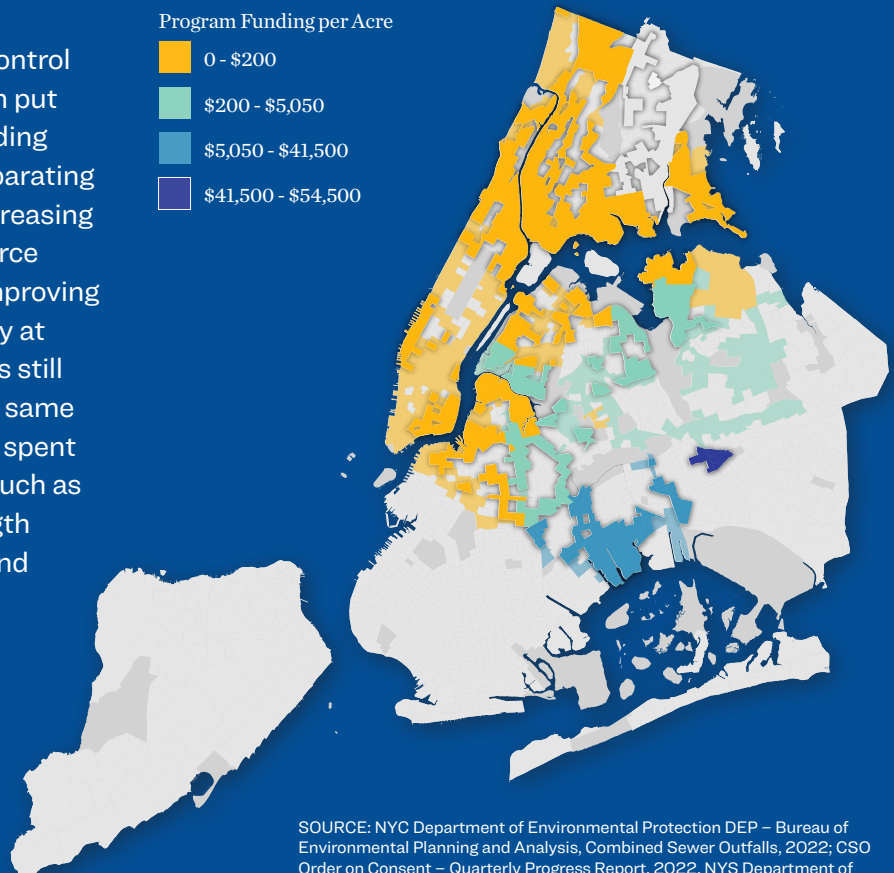 ontrol
put
ding
parating
reasing
rce
mproving
y at
s still
same
spent
uch as
gth
nd
Program Funding per Acre
0 - $200
$200 - $5,050
$5,050 - $41,500
$41,500 - $54,500
SOURCE: NYC Department of Environmental Protection DEP – Bureau of
Environmental Planning and Analysis, Combined Sewer Outfalls, 2022; CSO
Order on Consent – Quarterly Progress Report, 2022, NYS Department of